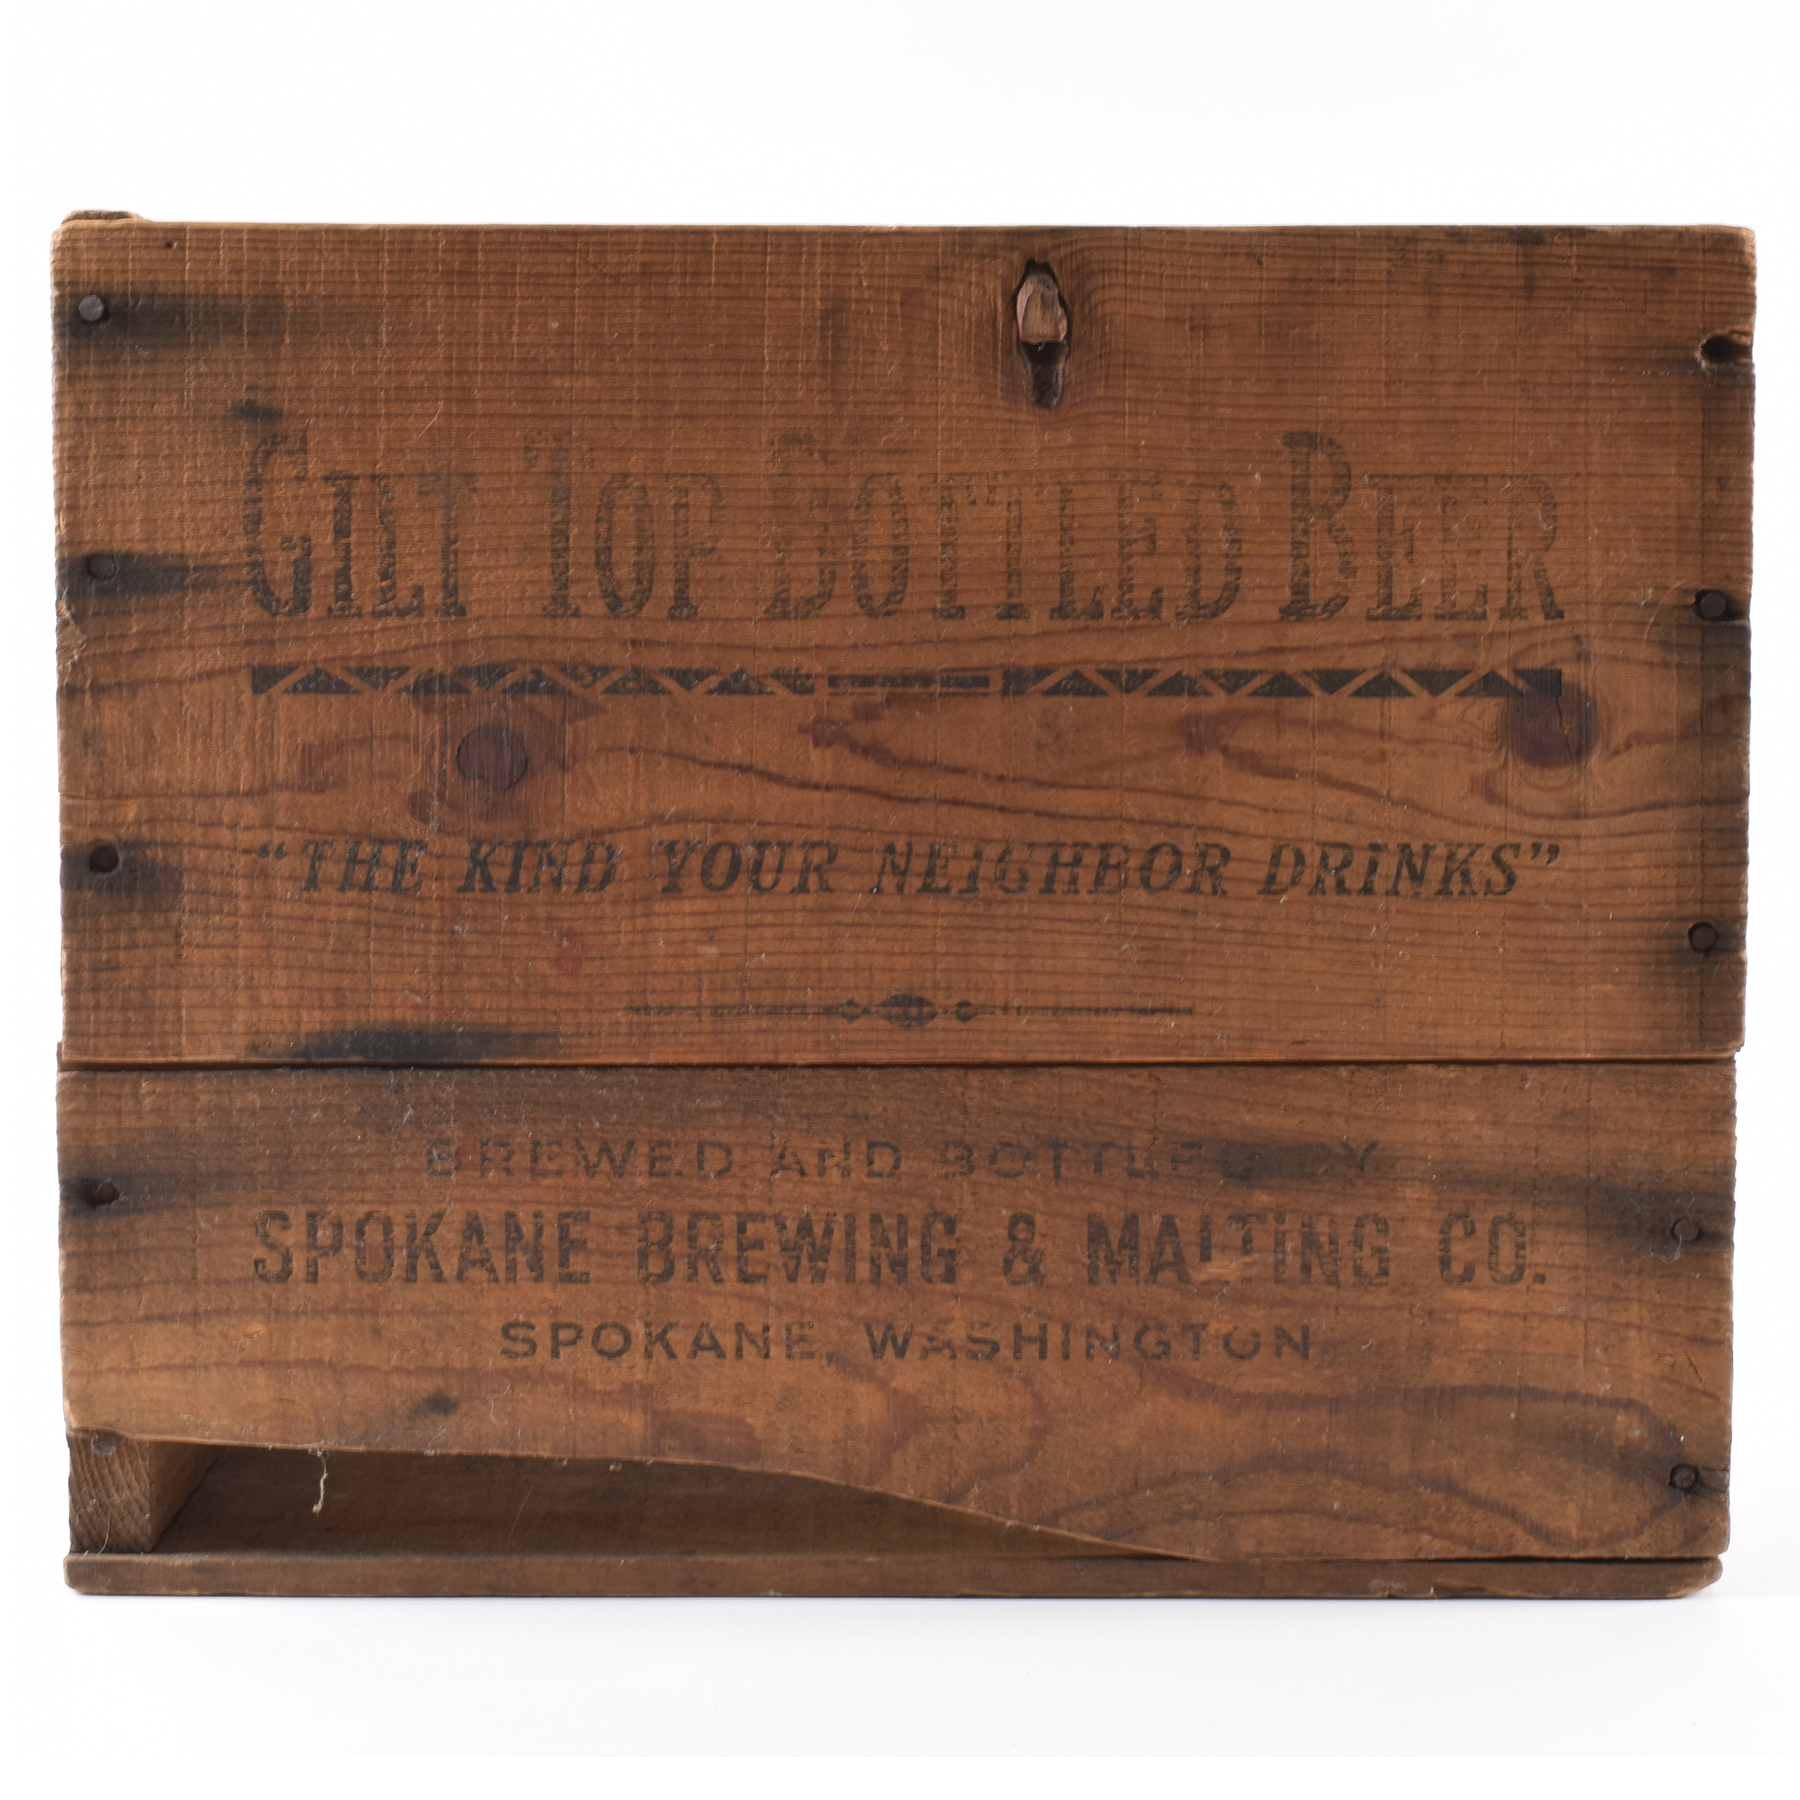 GILT TOP BOTTLED BEER
“THE KIND YOUR NEIGHBOR DRINKS”
BREWED AND BOTTLED BY
SPOKANE BREWING & MALTING CO.
SPOKANE, WASHINGTON.